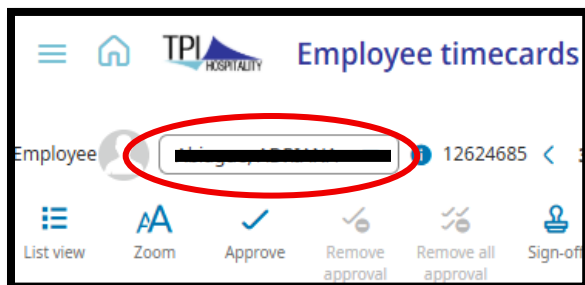 TPI HOSPITALITY Employee timecards
Employee 12624685
List view Zoom Approve Remove approval Remove all approval Sign-off